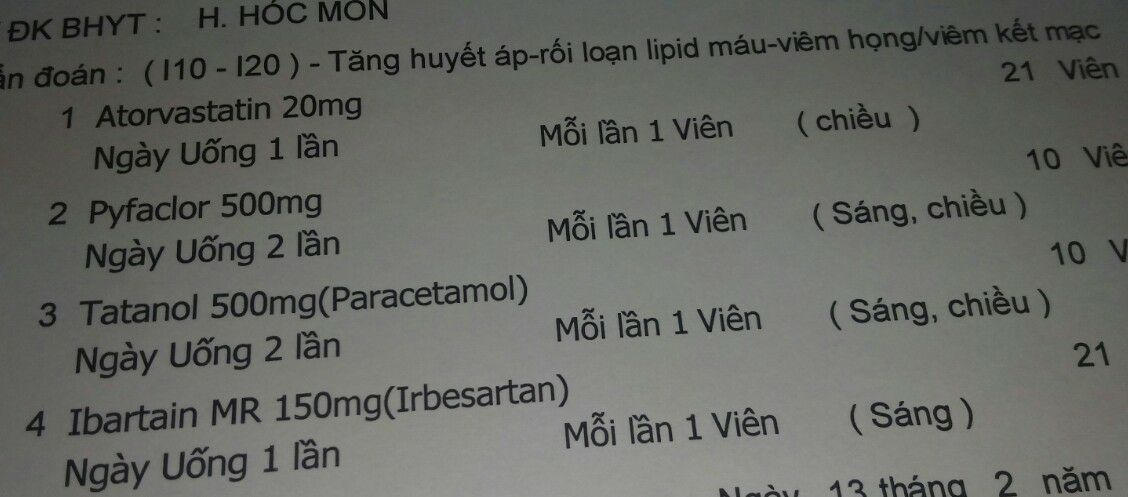 ĐK BHYT : H. HÓC MÔN
đoán : ( I10 - I20 ) - Tăng huyết áp-rối loạn lipid máu-viêm họng/viêm kết mạc
1 Atorvastatin 20mg 21 Viên
Ngày Uống 1 lần Mỗi lần 1 Viên ( chiều )
2 Pyfaclor 500mg 10
Ngày Uống 2 lần Mỗi lần 1 Viên ( Sáng, chiều )
3 Tatanol 500mg(Paracetamol) 10
Ngày Uống 2 lần Mỗi lần 1 Viên ( Sáng, chiều )
4 Ibartain MR 150mg(Irbesartan) 21
Ngày Uống 1 lần Mỗi lần 1 Viên ( Sáng )
Ngày 13 tháng 2 năm